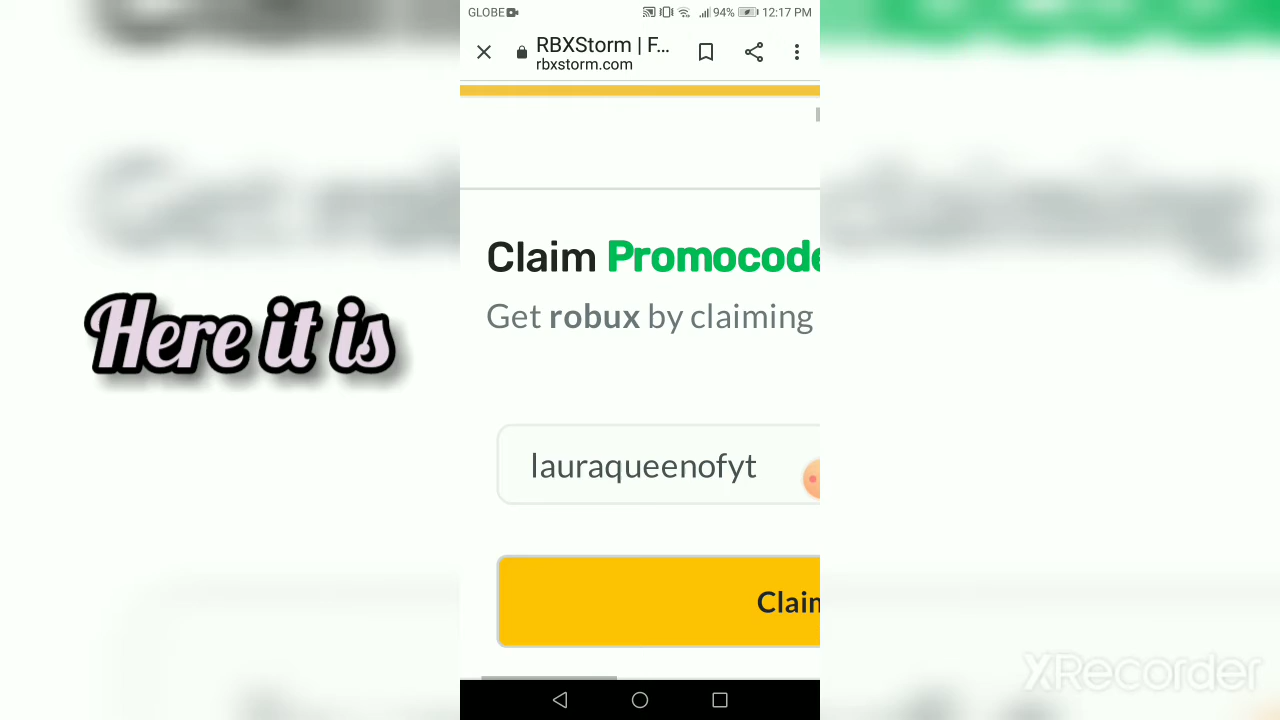 GLOBE 94% 12:17 PM
RBXStorm | F...
rbxstorm.com
Claim Promocode
Get robux by claiming
Here it is
lauraqueenofyt
Claim
XRecorder